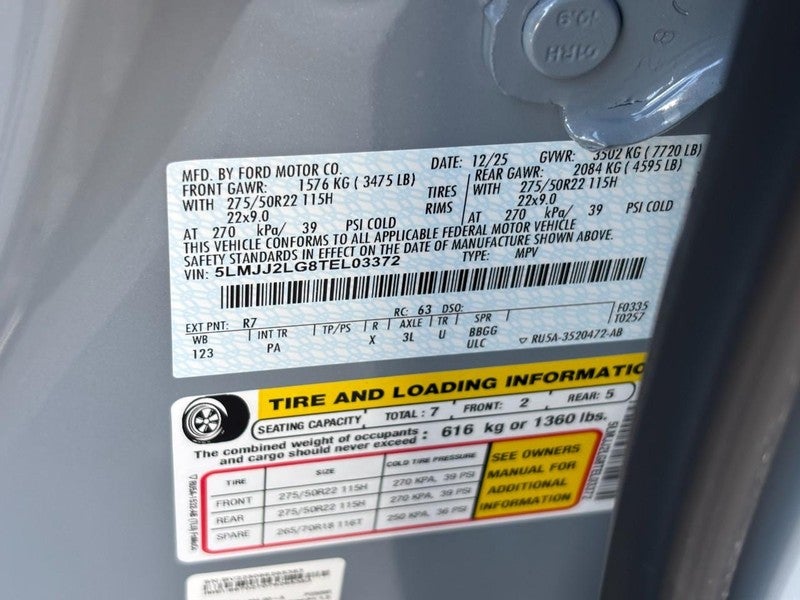 10.9
RH
MFD. BY FORD MOTOR CO. DATE: 12/25 GVWR: 3502 KG (7720 LB)
FRONT GAWR: 1576 KG (3475 LB) REAR GAWR: 2084 KG (4595 LB)
WITH 275/50R22 115H TIRES WITH 275/50R22 115H
22x9.0 RIMS 22x9.0
AT 270 kPa/ 39 PSI COLD AT 270 kPa/ 39 PSI COLD
THIS VEHICLE CONFORMS TO ALL APPLICABLE FEDERAL MOTOR VEHICLE
SAFETY STANDARDS IN EFFECT ON THE DATE OF MANUFACTURE SHOWN ABOVE.
VIN: 5LMJJ2LG8TEL03372 TYPE: MPV
EXT PNT: R7 RC: 63 DSO: F0335
WB INT TR TP/PS R AXLE TR SPR T0257
123 PA X 3L U BBGG
ULC ▽ RU5A-3520472-AB
TIRE AND LOADING INFORMATIO
SEATING CAPACITY TOTAL: 7 FRONT: 2 REAR: 5
The combined weight of occupants
and cargo should never exceed : 616 kg or 1360 lbs.
TIRE SIZE COLD TIRE PRESSURE
FRONT 275/50R22 115H 270 KPA, 39 PSI
REAR 275/50R22 115H 270 KPA, 39 PSI
SPARE 265/70R18 116T 250 KPA, 36 PSI
SEE OWNERS
MANUAL FOR
ADDITIONAL
INFORMATION
5LMJJ2LG8TEL03372